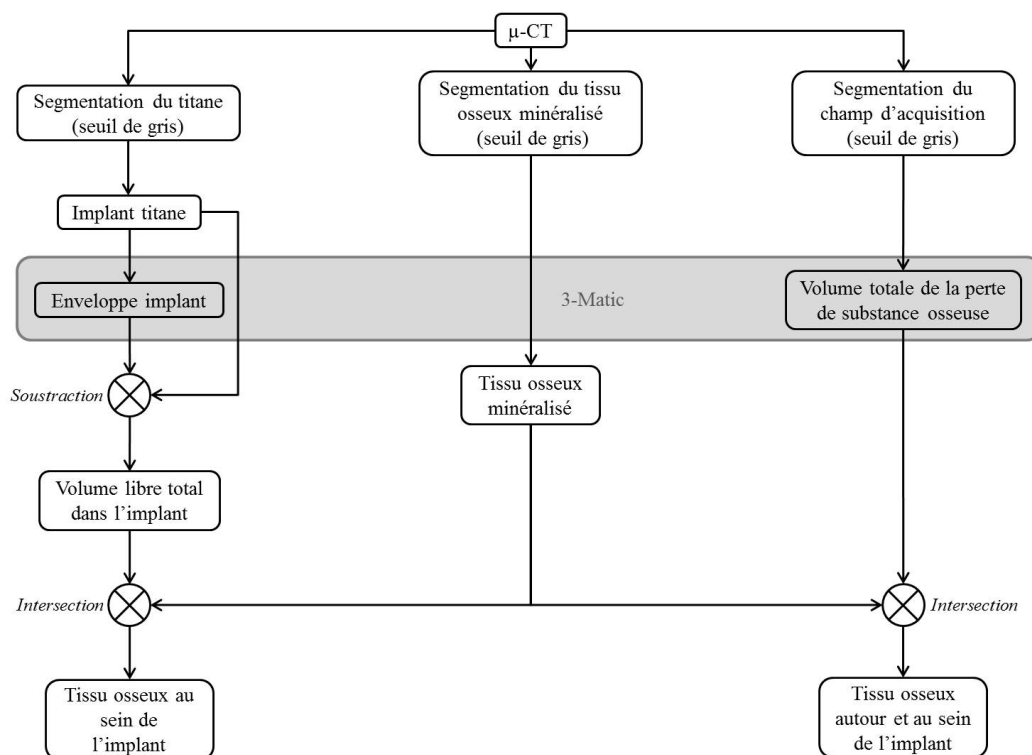 µ-CT
Segmentation du titane
(seuil de gris)
Segmentation du tissu
osseux minéralisé
(seuil de gris)
Segmentation du
champ d’acquisition
(seuil de gris)
Implant titane
Enveloppe implant
3-Matic
Volume totale de la perte
de substance osseuse
Soustraction
Tissu osseux
minéralisé
Volume libre total
dans l’implant
Intersection
Intersection
Tissu osseux au
sein de
l’implant
Tissu osseux
autour et au sein
de l’implant